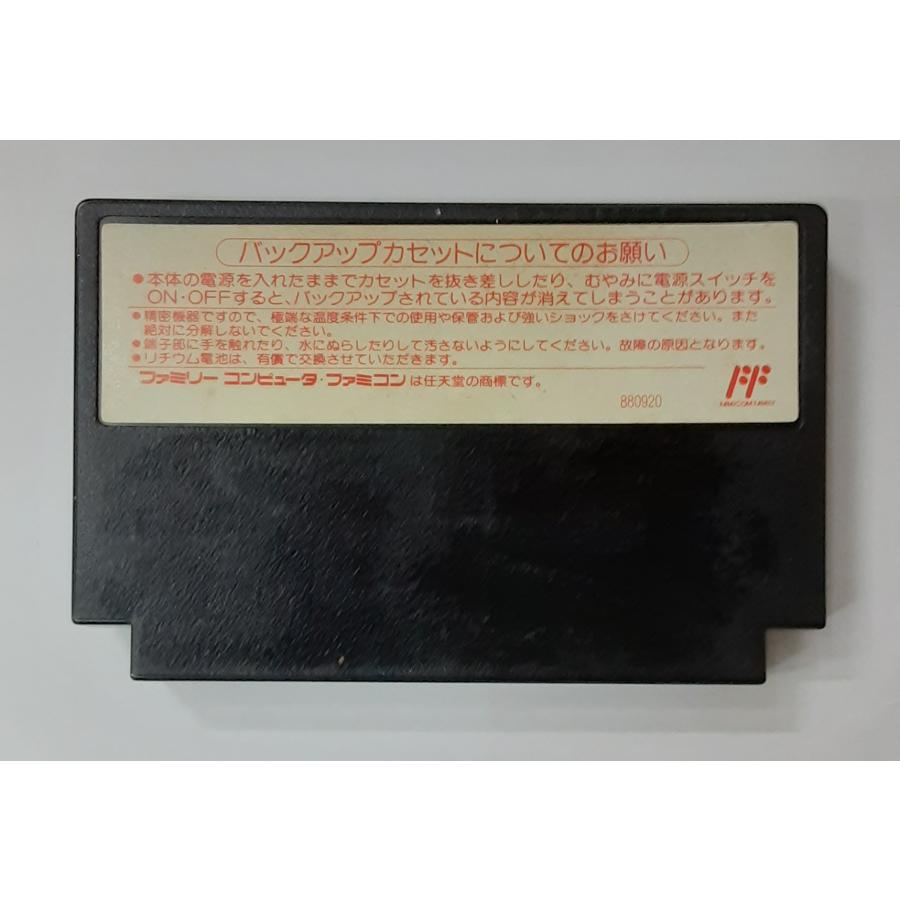 バックアップカセットについてのお願い
●本体の電源を入れたままでカセットを抜き差ししたり、むやみに電源スイッチを
ON・OFFすると、バックアップされている内容が消えてしまうことがあります。
●精密機器ですので、極端な温度条件下での使用や保管および強いショックをさけてください。また
絶対に分解しないでください。
●端子部に手を触れたり、水にぬらしたりして汚さないようにしてください。故障の原因となります。
●リチウム電池は、有償で交換させていただきます。
ファミリーコンピュータ・ファミコンは任天堂の商標です。
880920
FAMICOM FAMILY